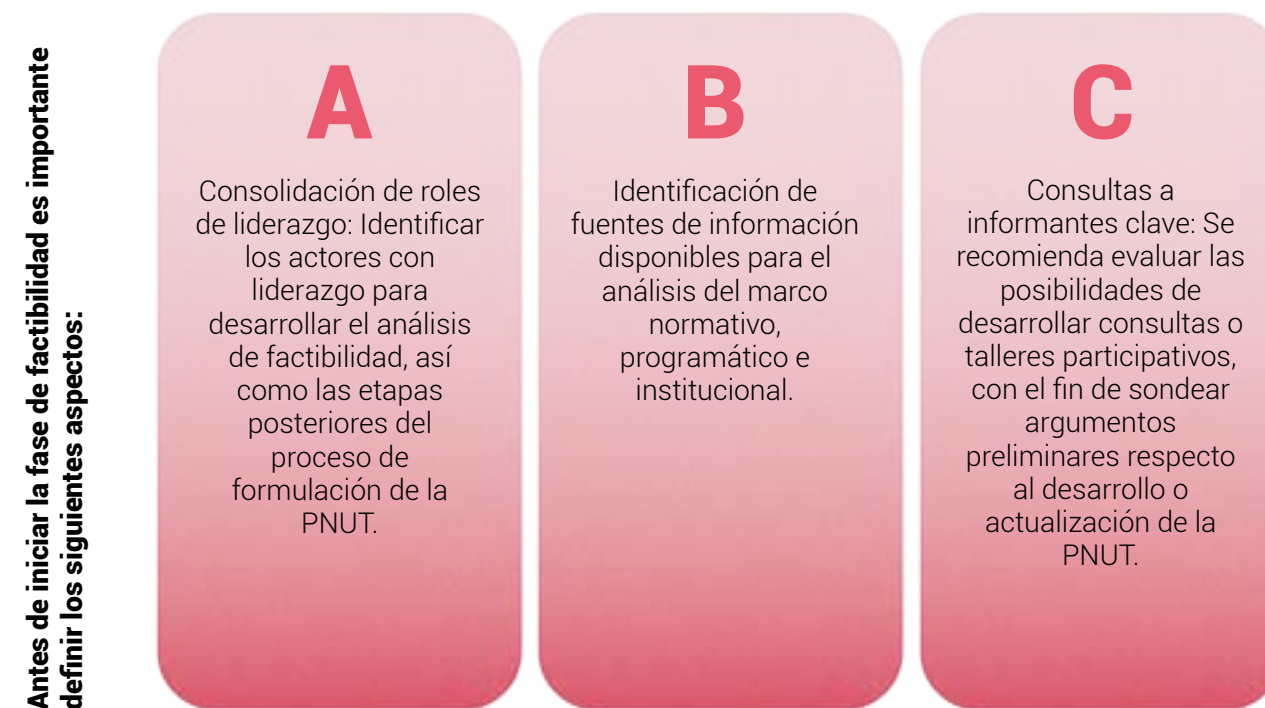 Antes de iniciar la fase de factibilidad es importante
definir los siguientes aspectos:
A
Consolidación de roles
de liderazgo: Identificar
los actores con
liderazgo para
desarrollar el análisis
de factibilidad, así
como las etapas
posteriores del
proceso de
formulación de la
PNUT.
B
Identificación de
fuentes de información
disponibles para el
análisis del marco
normativo,
programático e
institucional.
C
Consultas a
informantes clave: Se
recomienda evaluar las
posibilidades de
desarrollar consultas o
talleres participativos,
con el fin de sondear
argumentos
preliminares respecto
al desarrollo o
actualización de la
PNUT.